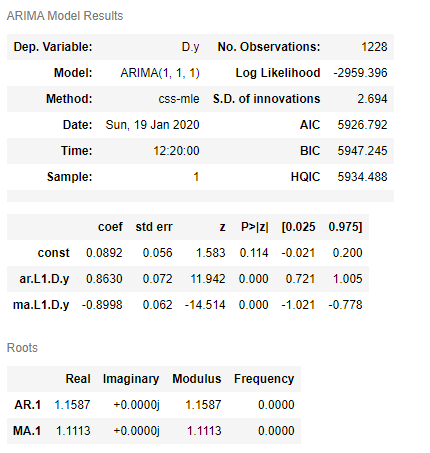 ARIMA Model Results
Dep. Variable: D.y No. Observations: 1228
Model: ARIMA(1, 1, 1) Log Likelihood -2959.396
Method: css-mle S.D. of innovations 2.694
Date: Sun, 19 Jan 2020 AIC 5926.792
Time: 12:20:00 BIC 5947.245
Sample: 1 HQIC 5934.488
coef std err z P>|z| [0.025 0.975]
const 0.0892 0.056 1.583 0.114 -0.021 0.200
ar.L1.D.y 0.8630 0.072 11.942 0.000 0.721 1.005
ma.L1.D.y -0.8998 0.062 -14.514 0.000 -1.021 -0.778
Roots
Real Imaginary Modulus Frequency
AR.1 1.1587 +0.0000j 1.1587 0.0000
MA.1 1.1113 +0.0000j 1.1113 0.0000